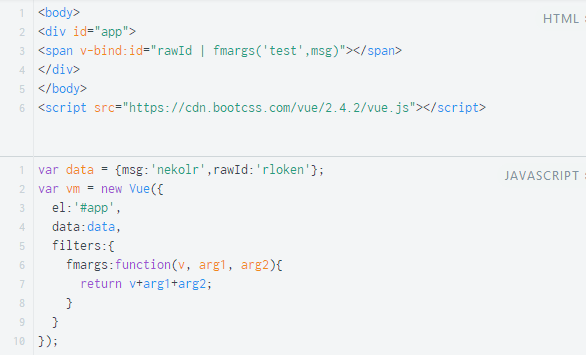 HTML
1 <body>
2 <div id="app">
3 <span v-bind:id="rawId | fmargs('test',msg)"></span>
4 </div>
5 </body>
6 <script src="https://cdn.bootcss.com/vue/2.4.2/vue.js"></script>
JAVASCRIPT
1 var data = {msg:'nekolr',rawId:'rloken'};
2 var vm = new Vue({
3   el:'#app',
4   data:data,
5   filters:{
6     fmargs:function(v, arg1, arg2){
7       return v+arg1+arg2;
8     }
9   }
10 });